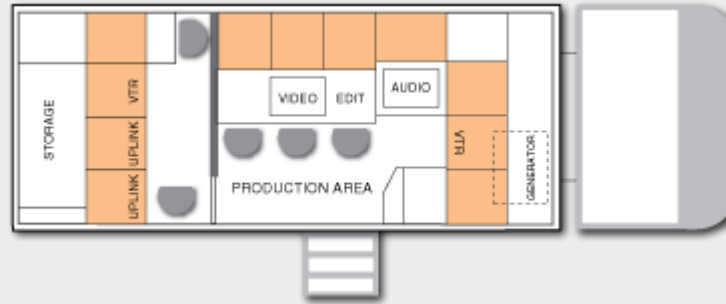 STORAGE
VTR
UPLINK
UPLINK
VIDEO
EDIT
AUDIO
VTR
GENERATOR
PRODUCTION AREA